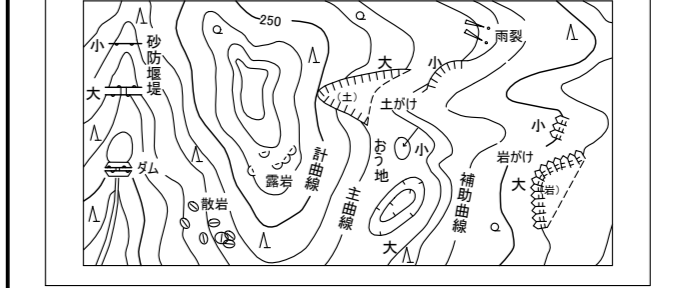 250
小
砂防堰堤
大
ダム
散岩
露岩
計曲線
主曲線
大
(土)
土がけ
小
おう地
小
大
補助曲線
雨裂
小
岩がけ
大
(岩)